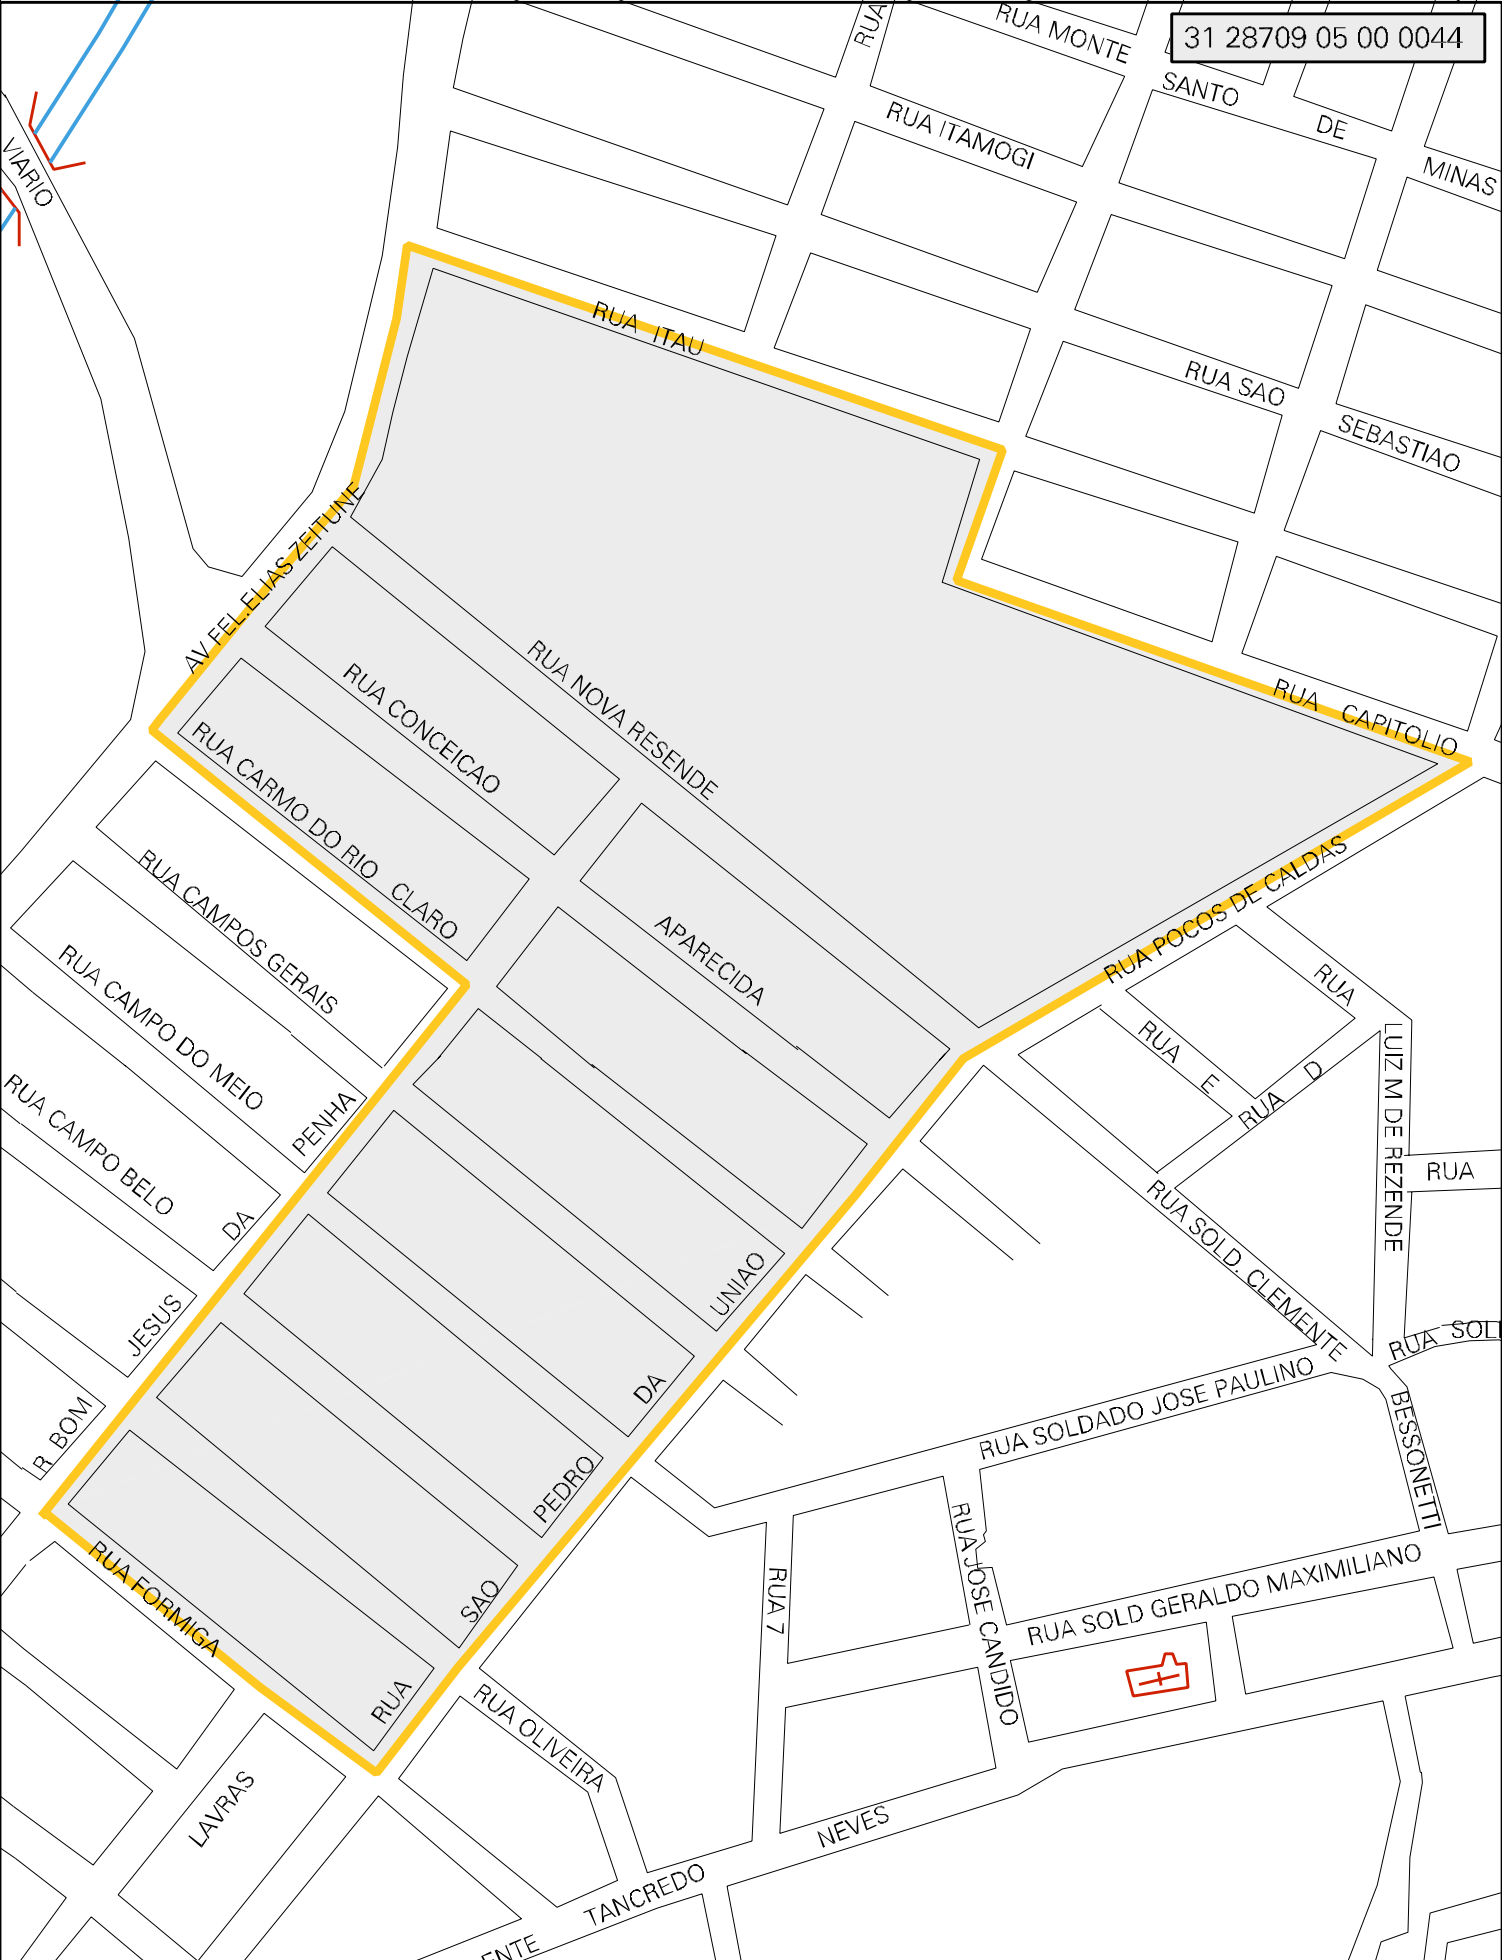 31 28709 05 00 0044
RUA
RUA MONTE
SANTO
DE
MINAS
RUA ITAMOGI
VIARIO
RUA ITAU
RUA SAO
SEBASTIAO
AV FEL.ELIAS ZEITUNE
RUA NOVA RESENDE
RUA CONCEICAO
APARECIDA
RUA CAPITOLIO
RUA CARMO DO RIO CLARO
RUA POCOS DE CALDAS
RUA CAMPOS GERAIS
RUA CAMPO DO MEIO
RUA CAMPO BELO
R BOM
JESUS
DA
PENHA
RUA
LUIZ M DE REZENDE
RUA E
RUA D
RUA
RUA SOLD. CLEMENTE
RUA SOLD
RUA
SAO
PEDRO
DA
UNIAO
RUA SOLDADO JOSE PAULINO
BESSONETTI
RUA FORMIGA
RUA JOSE CANDIDO
RUA 7
RUA SOLD GERALDO MAXIMILIANO
RUA OLIVEIRA
LAVRAS
ENTE
TANCREDO
NEVES